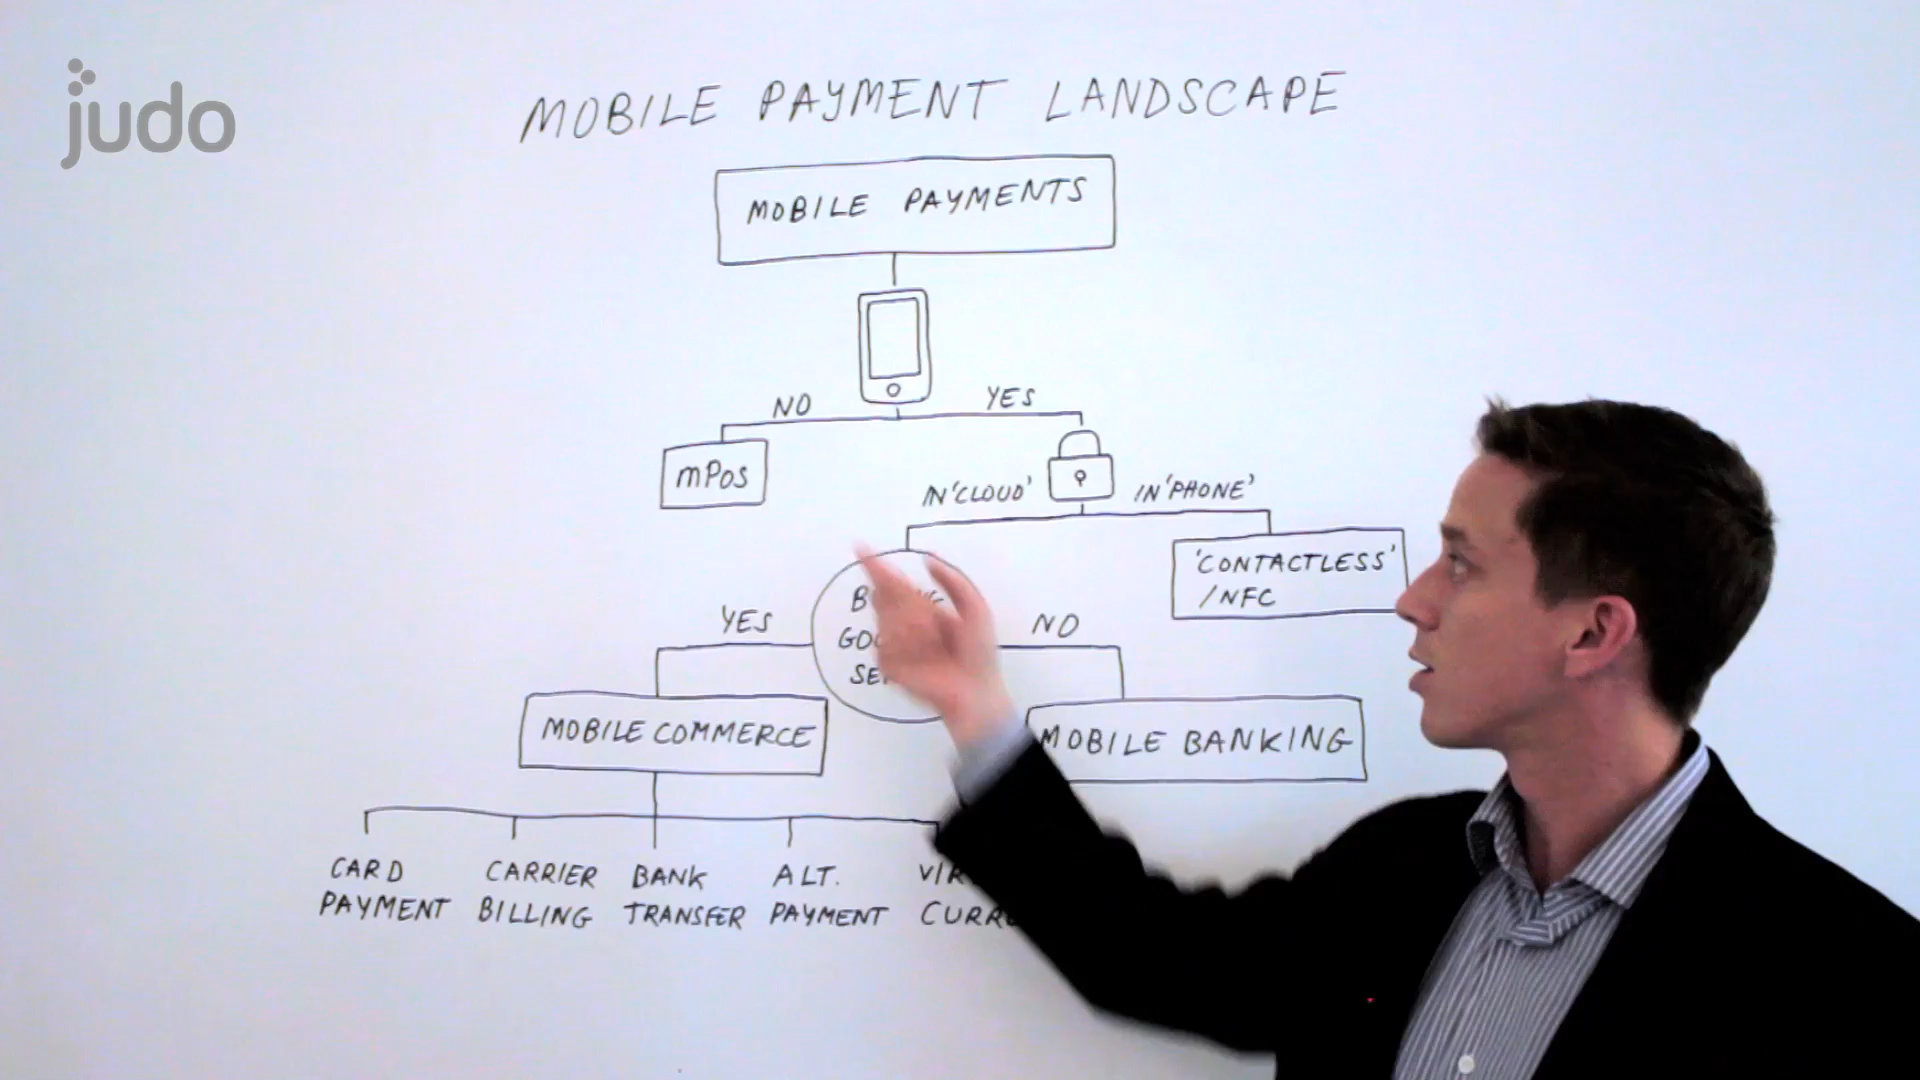 judo
MOBILE PAYMENT LANDSCAPE
MOBILE PAYMENTS
NO
YES
mPOS
IN 'CLOUD'
IN 'PHONE'
'CONTACTLESS'
/NFC
YES
NO
MOBILE COMMERCE
MOBILE BANKING
CARD
PAYMENT
CARRIER
BILLING
BANK
TRANSFER
ALT.
PAYMENT